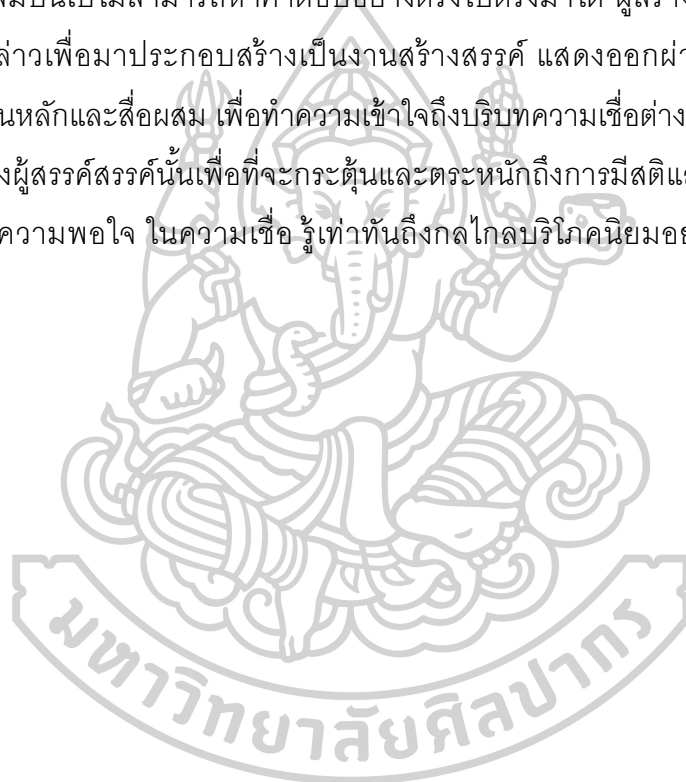 ล่าวเพื่อมาประกอบสร้างเป็นงานสร้างสรรค์ แสดงออกผ่า
นหลักและสื่อผสม เพื่อทำความเข้าใจถึงบริบทความเชื่อต่าง
งผู้สรรค์สรรค์นั้นเพื่อที่จะกระตุ้นและตระหนักถึงการมีสติแ
ความพอใจ ในความเชื่อ รู้เท่าทันถึงกลไกลบริโภคนิยมอย
มหาวิทยาลัยศิลปากร